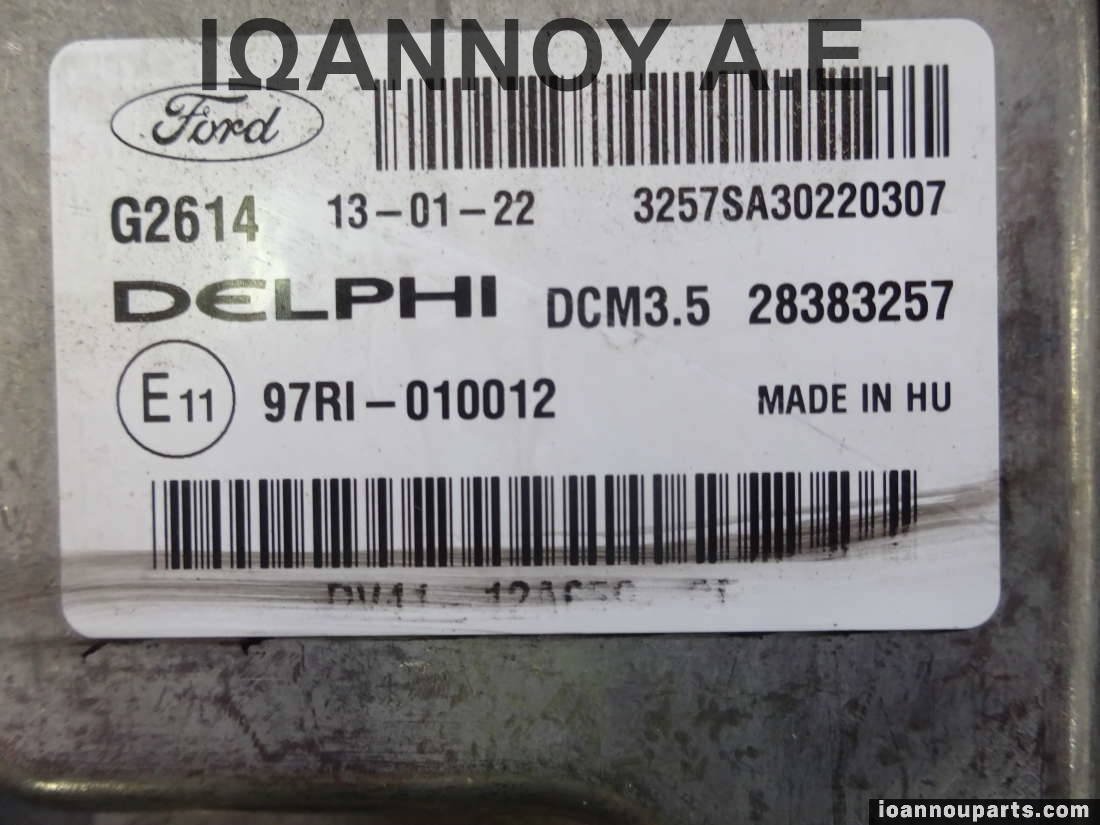 ΙΩΑΝΝΟΥ Α.Ε.
Ford
G2614 13-01-22 3257SA30220307
DELPHI DCM3.5 28383257
E11 97RI-010012 MADE IN HU
ioannouparts.com